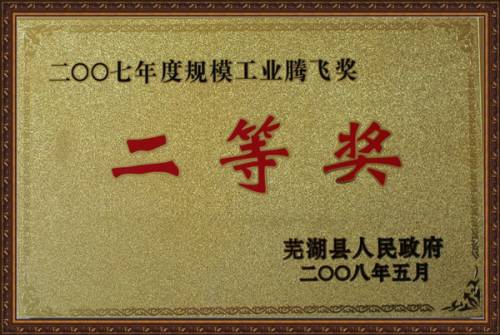 二〇〇七年度规模工业腾飞奖
二等奖
芜湖县人民政府
二〇〇八年五月